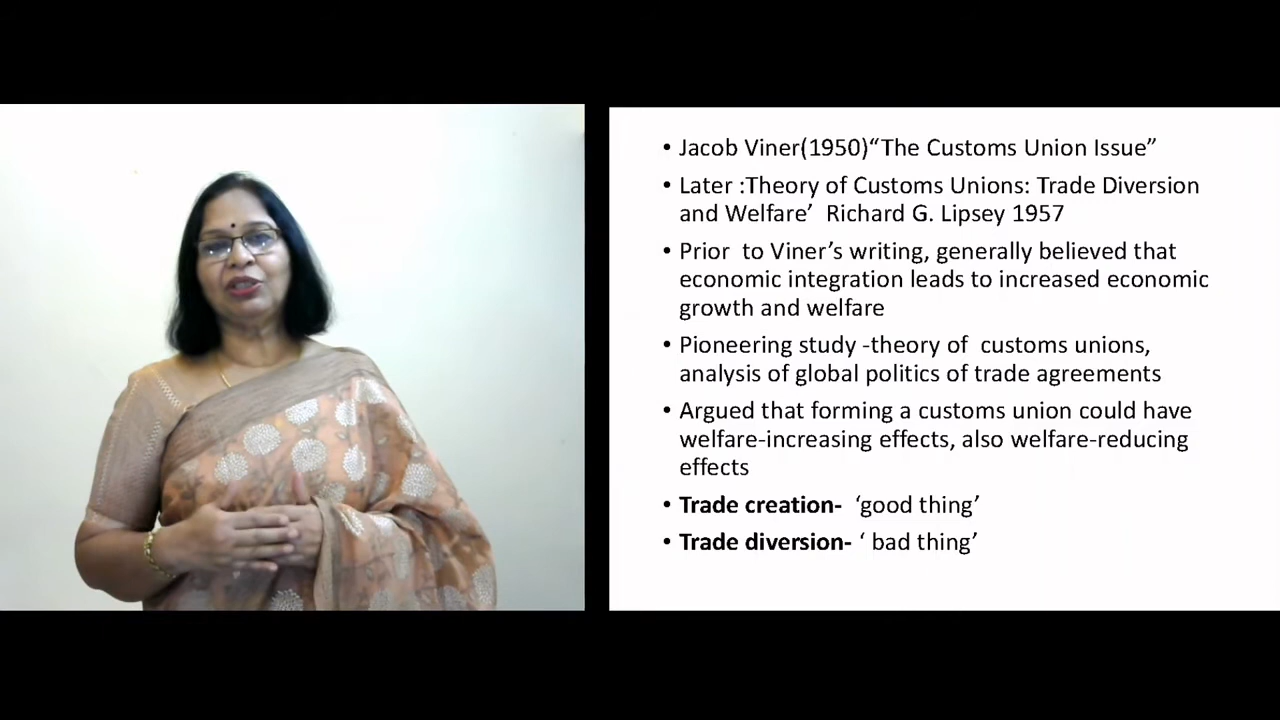 • Jacob Viner(1950)“The Customs Union Issue”
• Later :Theory of Customs Unions: Trade Diversion
and Welfare’ Richard G. Lipsey 1957
• Prior to Viner’s writing, generally believed that
economic integration leads to increased economic
growth and welfare
• Pioneering study -theory of customs unions,
analysis of global politics of trade agreements
• Argued that forming a customs union could have
welfare-increasing effects, also welfare-reducing
effects
• Trade creation- ‘good thing’
• Trade diversion- ‘ bad thing’